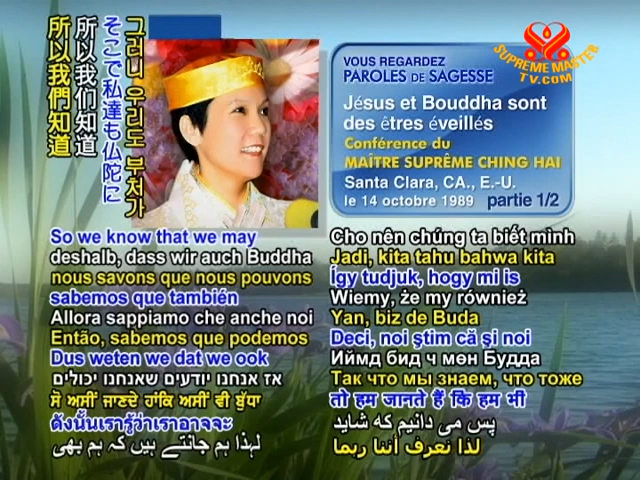 所以我們知道
所以我们知道
そこで私達も仏陀に
그러니 우리도 부처가
SUPREME MASTER
TV.COM
VOUS REGARDEZ
PAROLES DE SAGESSE
Jésus et Bouddha sont
des êtres éveillés
Conférence du
MAÎTRE SUPRÊME CHING HAI
Santa Clara, CA., E.-U.
le 14 octobre 1989 partie 1/2
So we know that we may
deshalb, dass wir auch Buddha
nous savons que nous pouvons
sabemos que también
Allora sappiamo che anche noi
Então, sabemos que podemos
Dus weten we dat we ook
אז אנחנו יודעים שאנחנו יכולים
ਸੋ ਅਸੀਂ ਜਾਣਦੇ ਹਾਂਕਿ ਅਸੀਂ ਵੀ ਬੁੱਧਾ
ดังนั้นเรารู้ว่าเราอาจจะ
لہذا ہم جانتے ہیں کہ ہم بھی
Cho nên chúng ta biết mình
Jadi, kita tahu bahwa kita
Így tudjuk, hogy mi is
Wiemy, że my również
Yan, biz de Buda
Deci, noi ştim că şi noi
Иймд бид ч мөн Будда
Так что мы знаем, что тоже
तो हम जानते हैं कि हम भी
پس می دانیم که شاید
لذا نعرف أننا ربما